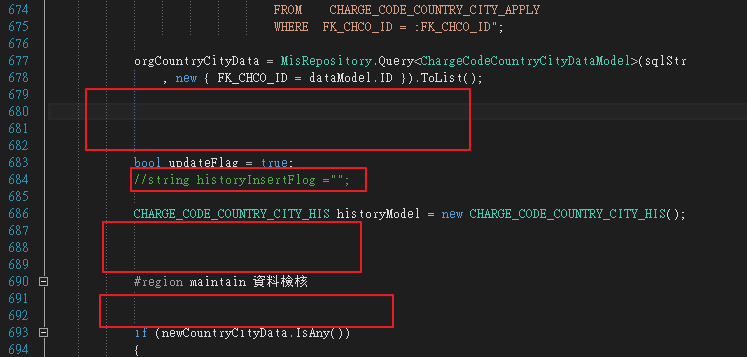 674 FROM CHARGE_CODE_COUNTRY_CITY_APPLY
675 WHERE FK_CHCO_ID = :FK_CHCO_ID";
676
677 orgCountryCityData = MisRepository.Query<ChargeCodeCountryCityDataModel>(sqlStr
678 , new { FK_CHCO_ID = dataModel.ID }).ToList();
679
680
681
682
683 bool updateFlag = true;
684 //string historyInsertFlog ="";
685
686 CHARGE_CODE_COUNTRY_CITY_HIS historyModel = new CHARGE_CODE_COUNTRY_CITY_HIS();
687
688
689
690 #region maintain 資料檢核
691
692
693 if (newCountryCityData.IsAny())
694 {